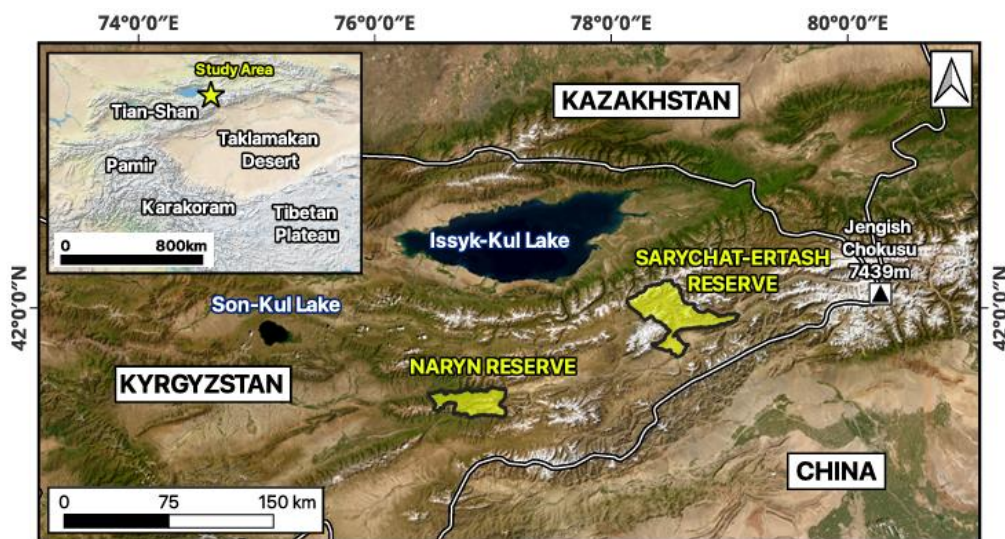 74°0′0″E
76°0′0″E
78°0′0″E
80°0′0″E
Study Area
Tian-Shan
Taklamakan
Desert
Pamir
Karakoram
Tibetan
Plateau
0
800km
KAZAKHSTAN
Issyk-Kul Lake
Jengish
Chokusu
7439m
SARYCHAT-ERTASH
RESERVE
Son-Kul Lake
42°0′0″N
42°0′0″N
NARYN RESERVE
KYRGYZSTAN
CHINA
0
75
150 km